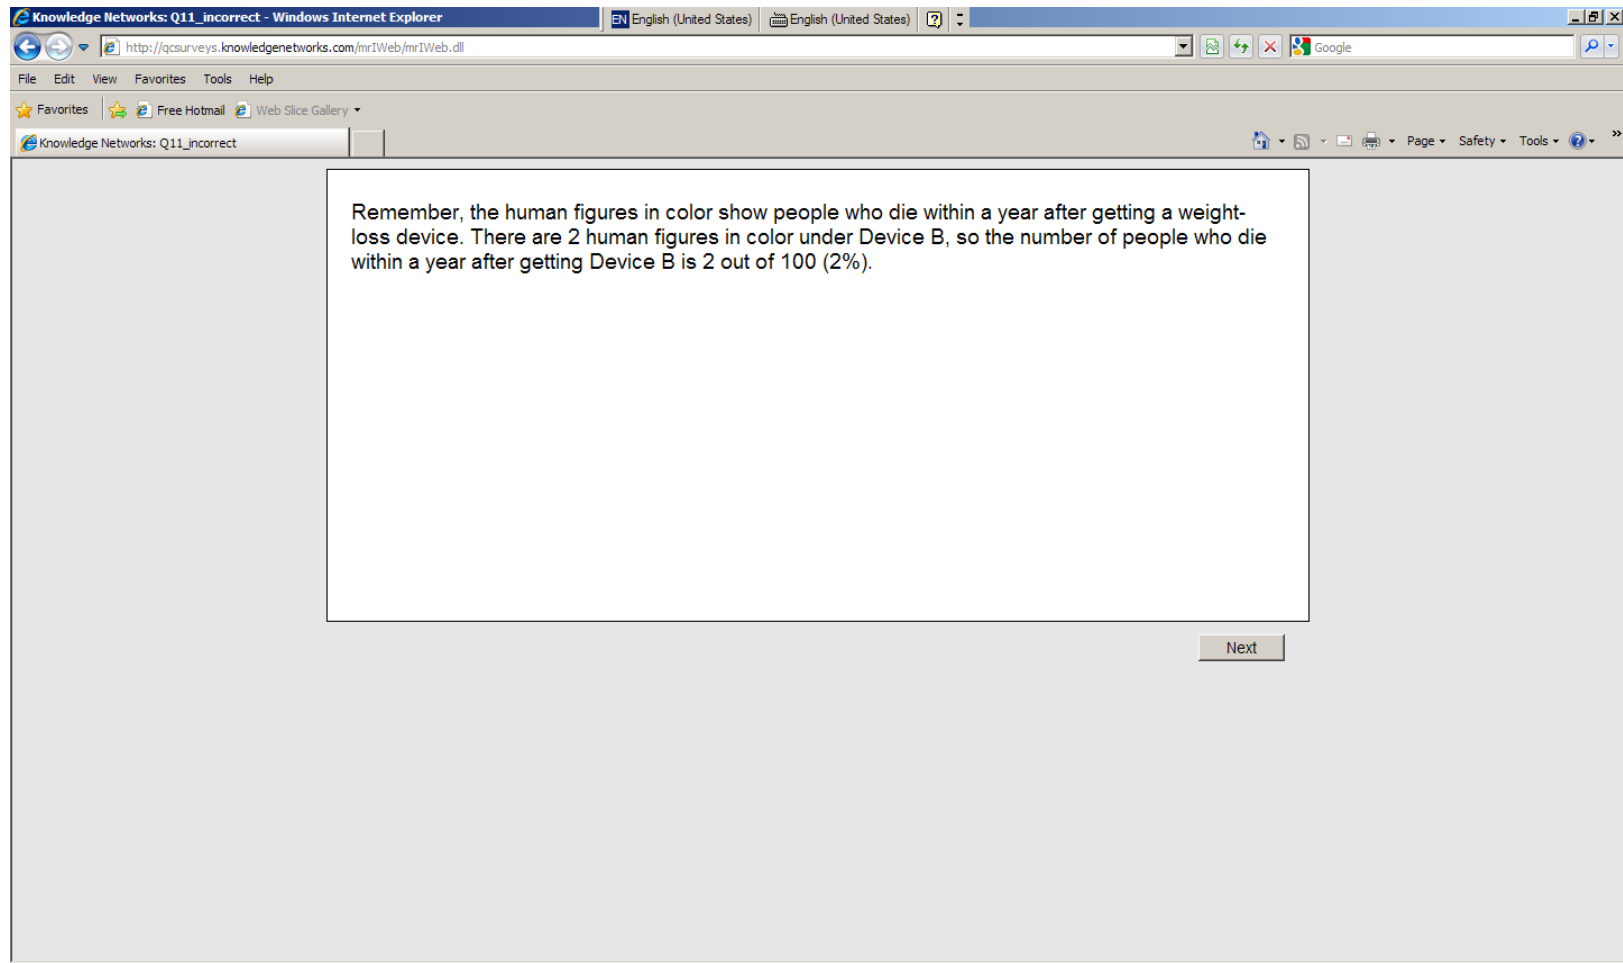 Knowledge Networks: Q11_incorrect - Windows Internet Explorer
EN English (United States) English (United States)
http://qcsurveys.knowledgenetworks.com/mrIWeb/mrIWeb.dll
Google
File Edit View Favorites Tools Help
Favorites Free Hotmail Web Slice Gallery
Knowledge Networks: Q11_incorrect
Page Safety Tools
Remember, the human figures in color show people who die within a year after getting a weight-
loss device. There are 2 human figures in color under Device B, so the number of people who die
within a year after getting Device B is 2 out of 100 (2%).
Next